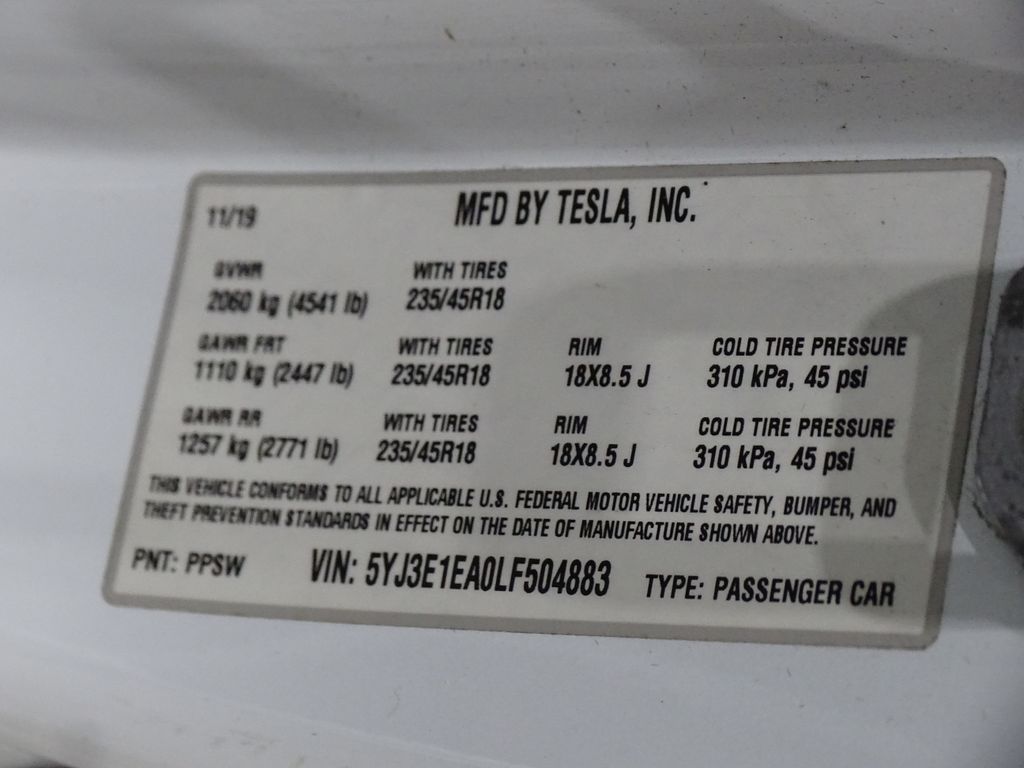 11/19 MFD BY TESLA, INC.
GVWR WITH TIRES
2060 kg (4541 lb) 235/45R18
GAWR FRT WITH TIRES RIM COLD TIRE PRESSURE
1110 kg (2447 lb) 235/45R18 18X8.5 J 310 kPa, 45 psi
GAWR RR WITH TIRES RIM COLD TIRE PRESSURE
1257 kg (2771 lb) 235/45R18 18X8.5 J 310 kPa, 45 psi
THIS VEHICLE CONFORMS TO ALL APPLICABLE U.S. FEDERAL MOTOR VEHICLE SAFETY, BUMPER, AND
THEFT PREVENTION STANDARDS IN EFFECT ON THE DATE OF MANUFACTURE SHOWN ABOVE.
PNT: PPSW VIN: 5YJ3E1EA0LF504883 TYPE: PASSENGER CAR